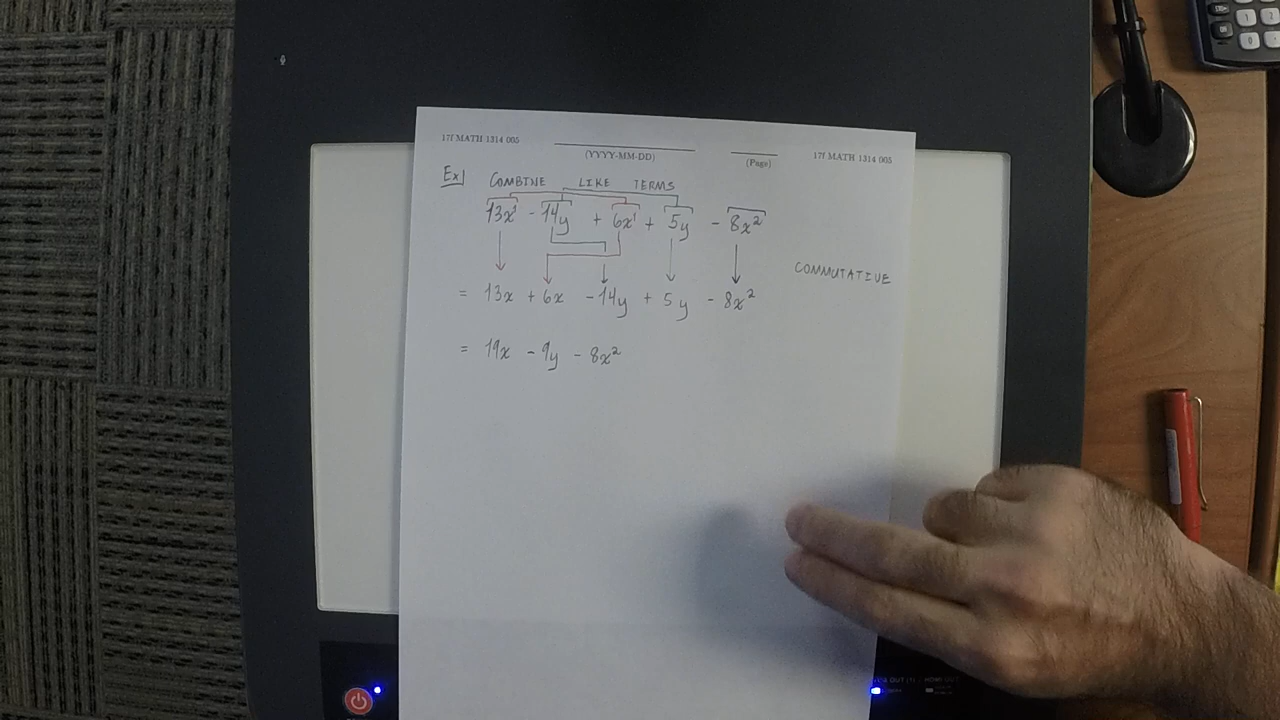 17f MATH 1314 005
(YYYY-MM-DD)
(Page)
17f MATH 1314 005
Ex1 COMBINE LIKE TERMS
13x¹ - 14y + 6x¹ + 5y - 8x²
COMMUTATIVE
= 13x + 6x - 14y + 5y - 8x²
= 19x - 9y - 8x²